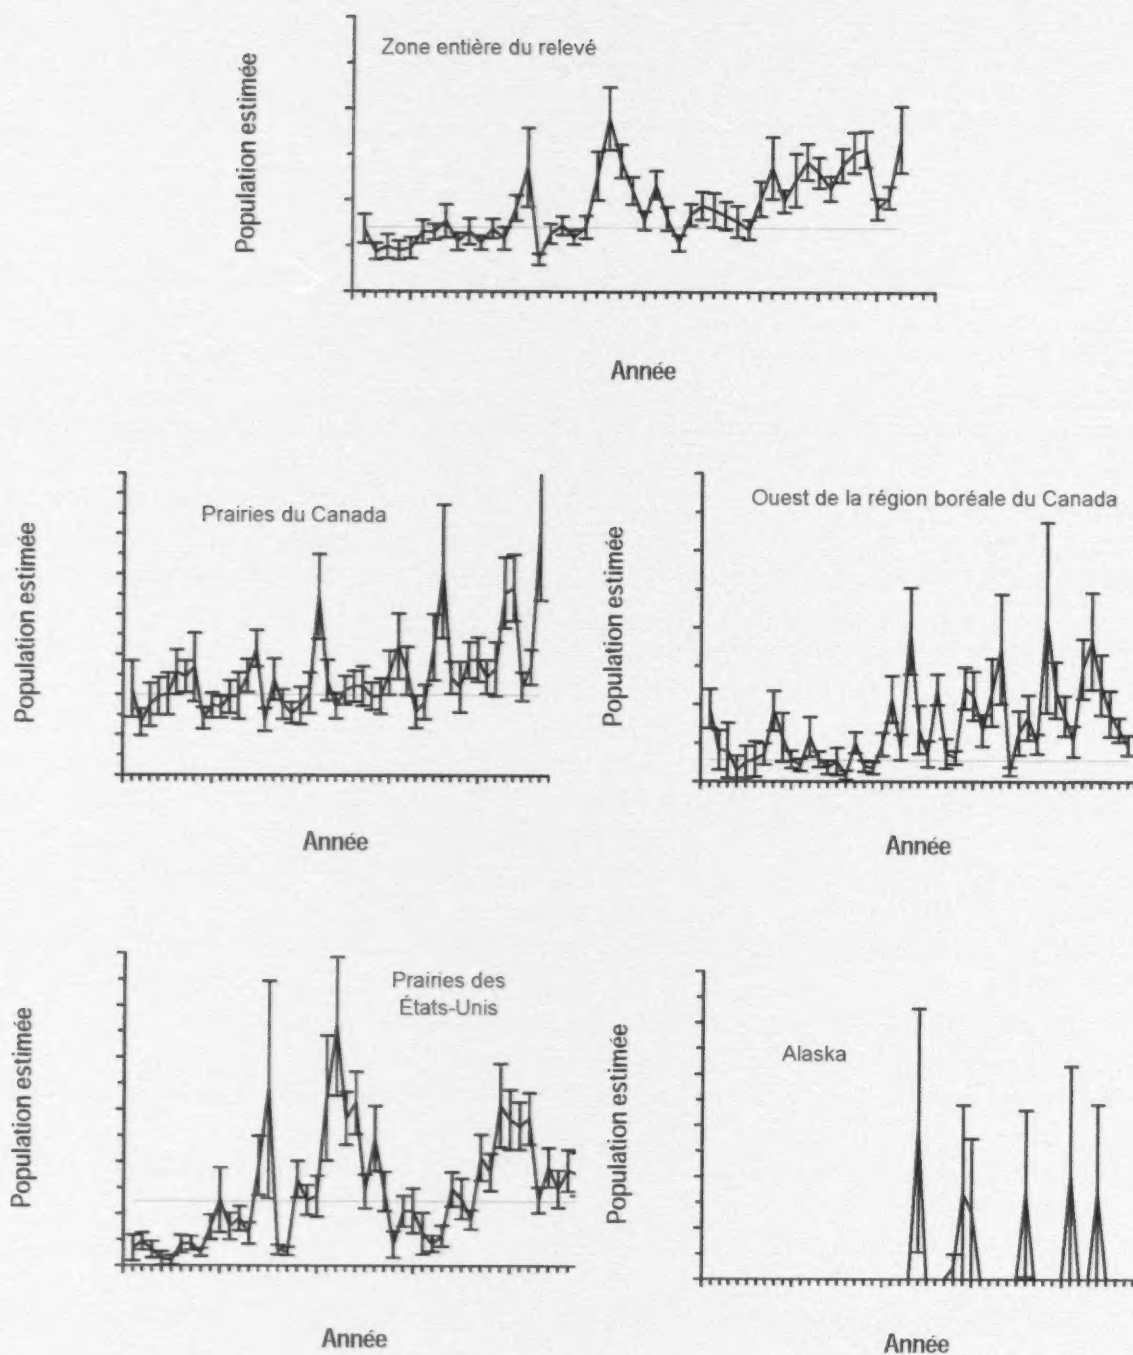 Zone entière du relevé
Population estimée
Année
Prairies du Canada
Population estimée
Année
Ouest de la région boréale du Canada
Population estimée
Année
Prairies des
États-Unis
Population estimée
Année
Alaska
Population estimée
Année